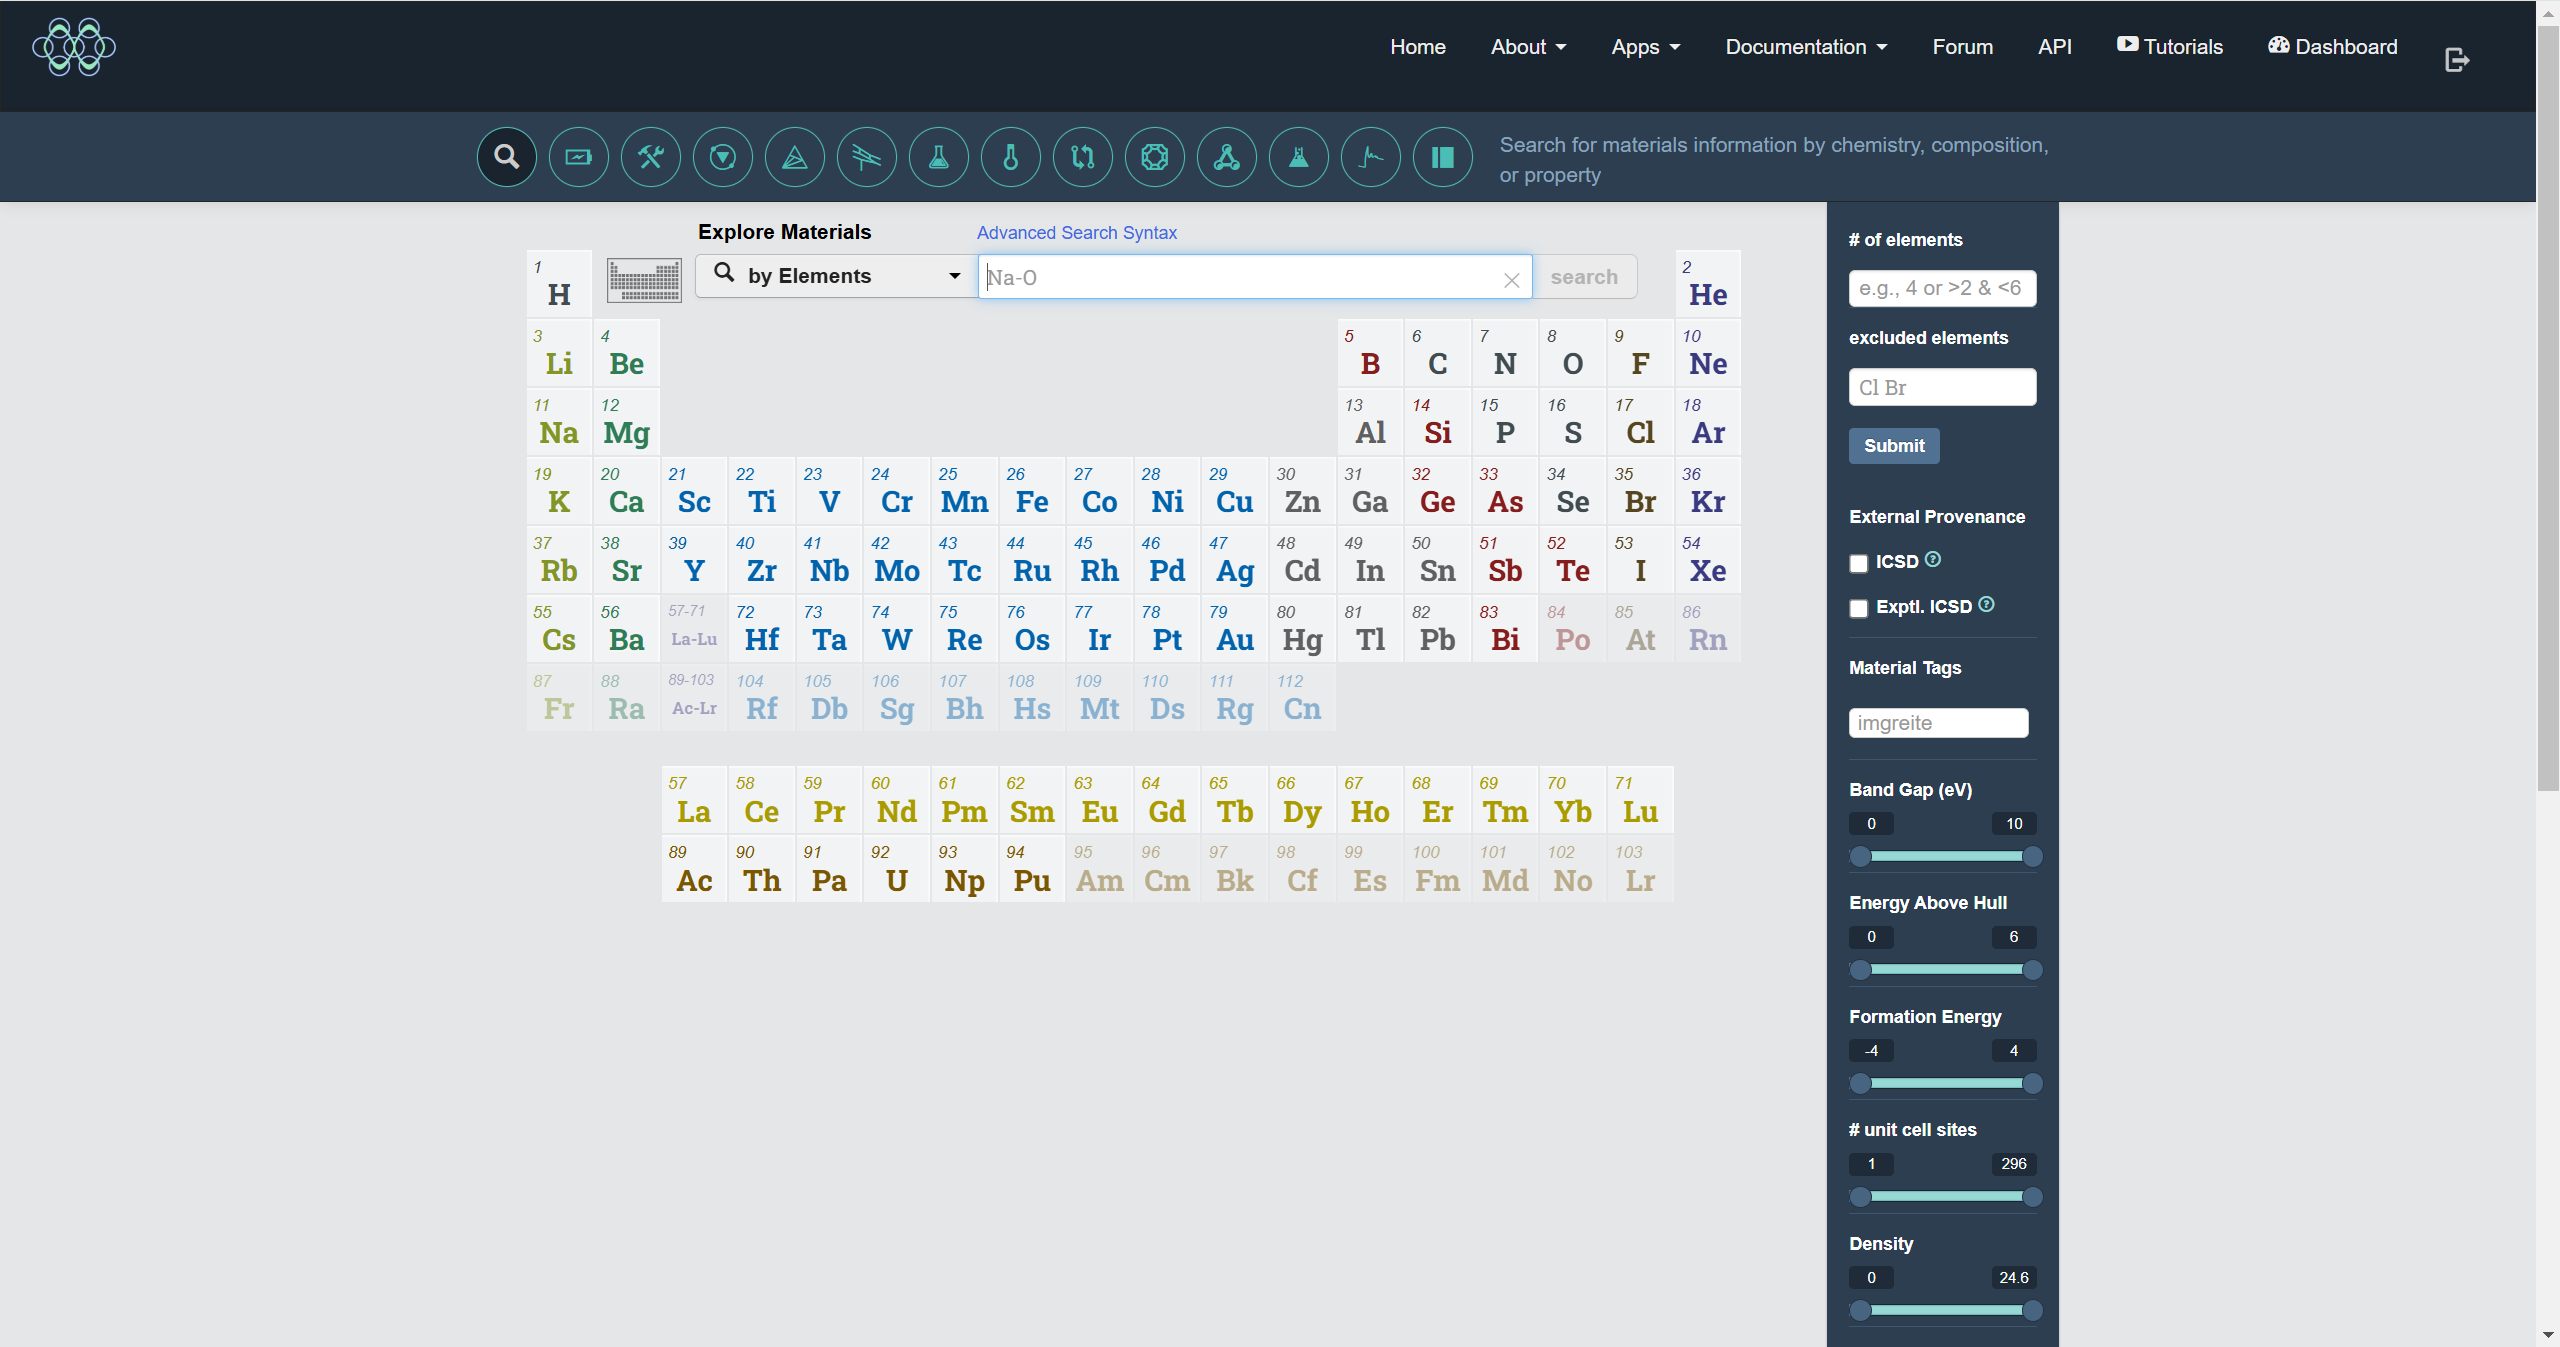 Home About Apps Documentation Forum API Tutorials Dashboard
Search for materials information by chemistry, composition,
or property
Explore Materials Advanced Search Syntax
by Elements Na-O search
1 H 2 He
3 Li 4 Be 5 B 6 C 7 N 8 O 9 F 10 Ne
11 Na 12 Mg 13 Al 14 Si 15 P 16 S 17 Cl 18 Ar
19 K 20 Ca 21 Sc 22 Ti 23 V 24 Cr 25 Mn 26 Fe 27 Co 28 Ni 29 Cu 30 Zn 31 Ga 32 Ge 33 As 34 Se 35 Br 36 Kr
37 Rb 38 Sr 39 Y 40 Zr 41 Nb 42 Mo 43 Tc 44 Ru 45 Rh 46 Pd 47 Ag 48 Cd 49 In 50 Sn 51 Sb 52 Te 53 I 54 Xe
55 Cs 56 Ba 57-71 La-Lu 72 Hf 73 Ta 74 W 75 Re 76 Os 77 Ir 78 Pt 79 Au 80 Hg 81 Tl 82 Pb 83 Bi 84 Po 85 At 86 Rn
87 Fr 88 Ra 89-103 Ac-Lr 104 Rf 105 Db 106 Sg 107 Bh 108 Hs 109 Mt 110 Ds 111 Rg 112 Cn
57 La 58 Ce 59 Pr 60 Nd 61 Pm 62 Sm 63 Eu 64 Gd 65 Tb 66 Dy 67 Ho 68 Er 69 Tm 70 Yb 71 Lu
89 Ac 90 Th 91 Pa 92 U 93 Np 94 Pu 95 Am 96 Cm 97 Bk 98 Cf 99 Es 100 Fm 101 Md 102 No 103 Lr
# of elements
e.g., 4 or >2 & <6
excluded elements
Cl Br
Submit
External Provenance
ICSD ?
Exptl. ICSD ?
Material Tags
imgreite
Band Gap (eV)
0 10
Energy Above Hull
0 6
Formation Energy
-4 4
# unit cell sites
1 296
Density
0 24.6